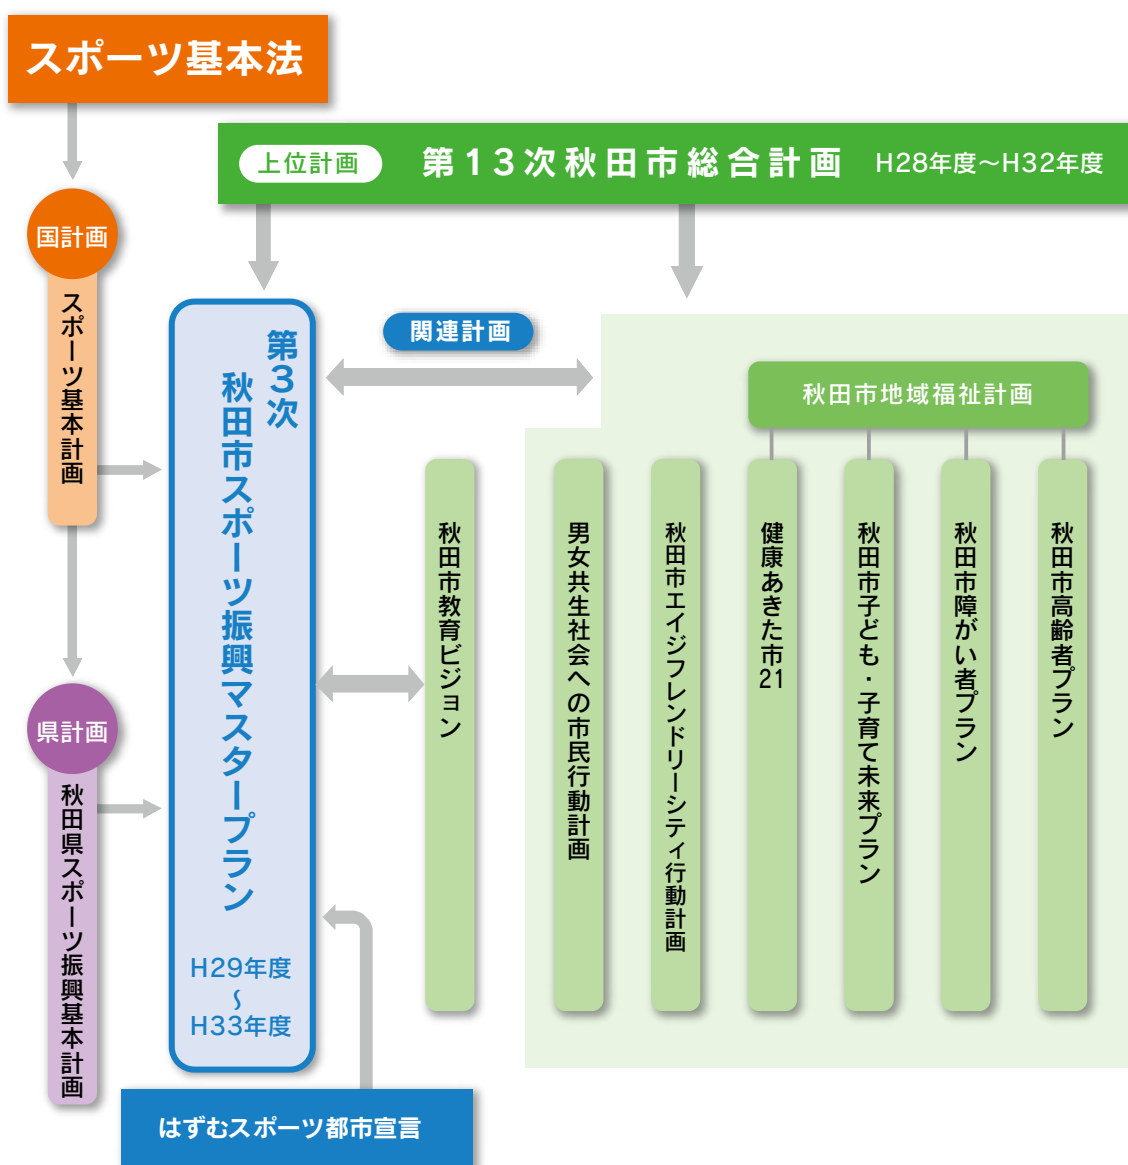 スポーツ基本法
上位計画 第13次秋田市総合計画 H28年度～H32年度
国計画
スポーツ基本計画
県計画
秋田県スポーツ振興基本計画
第3次
秋田市スポーツ振興マスタープラン
H29年度
～
H33年度
関連計画
秋田市地域福祉計画
秋田市教育ビジョン
男女共生社会への市民行動計画
秋田市エイジフレンドリーシティ行動計画
健康あきた市21
秋田市子ども・子育て未来プラン
秋田市障がい者プラン
秋田市高齢者プラン
はずむスポーツ都市宣言